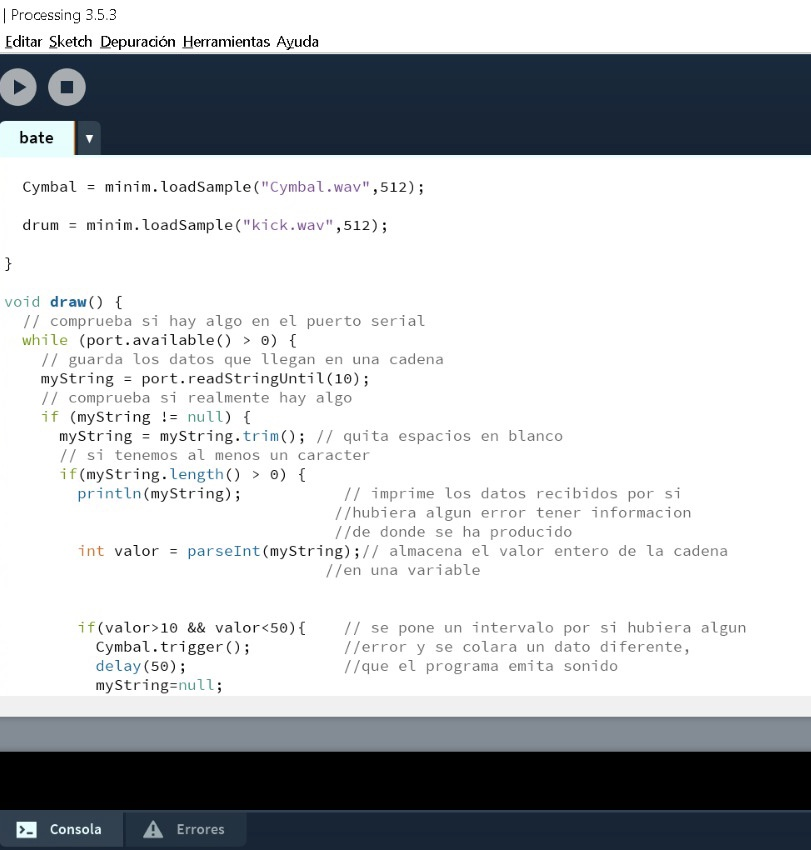 | Processing 3.5.3
Editar Sketch Depuración Herramientas Ayuda
bate ▼
Cymbal = minim.loadSample("Cymbal.wav",512);
drum = minim.loadSample("kick.wav",512);
}
void draw() {
// comprueba si hay algo en el puerto serial
while (port.available() > 0) {
// guarda los datos que llegan en una cadena
myString = port.readStringUntil(10);
// comprueba si realmente hay algo
if (myString != null) {
myString = myString.trim(); // quita espacios en blanco
// si tenemos al menos un caracter
if(myString.length() > 0) {
println(myString); // imprime los datos recibidos por si
//hubiera algun error tener informacion
//de donde se ha producido
int valor = parseInt(myString);// almacena el valor entero de la cadena
//en una variable
if(valor>10 && valor<50){ // se pone un intervalo por si hubiera algun
Cymbal.trigger(); //error y se colara un dato diferente,
delay(50); //que el programa emita sonido
myString=null;
Consola Errores